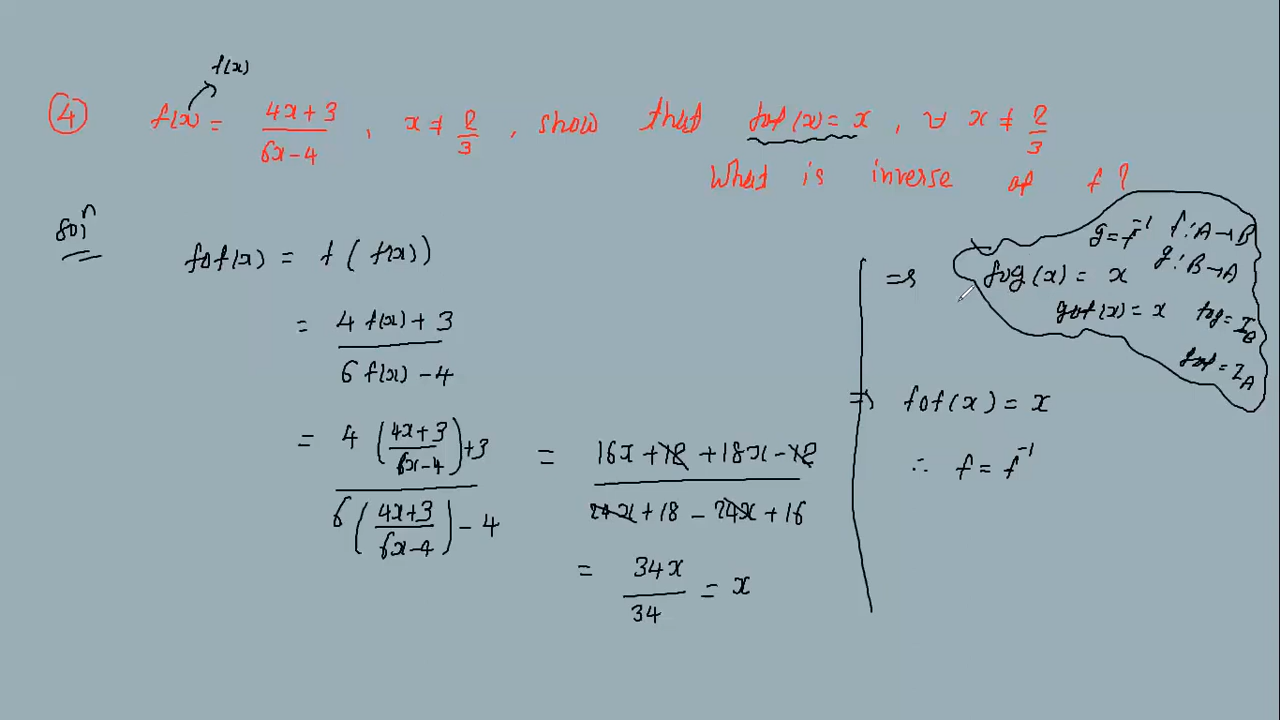 f(x)
④ f(x) = (4x+3)/(6x-4) , x ≠ 2/3 , show that fof(x) = x , ∀ x ≠ 2/3
What is inverse of f?
Solⁿ
fof(x) = f(f(x))
= (4 f(x) + 3)/(6 f(x) - 4)
= (4((4x+3)/(6x-4)) + 3)/(6((4x+3)/(6x-4)) - 4) = (16x + 12 + 18x - 12)/(24x + 18 - 24x + 16)
= 34x/34 = x
g = f⁻¹ f: A→B
g: B→A
⇒ fog(x) = x
gof(x) = x fog = I_B
gof = I_A
⇒ fof(x) = x
∴ f = f⁻¹